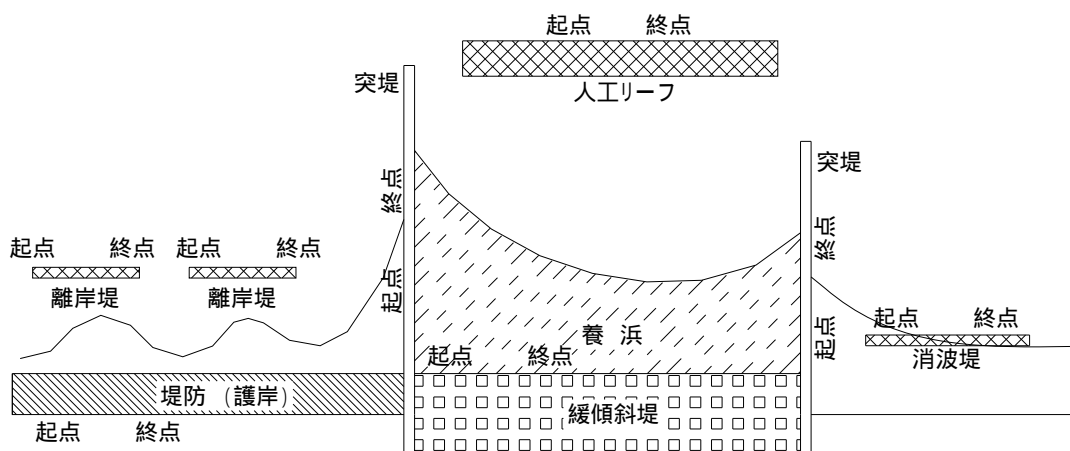 起点 終点
人工リーフ
突堤
終点
起点
突堤
終点
起点
起点 終点
離岸堤
起点 終点
離岸堤
起点 終点
消波堤
養 浜
起点 終点
緩傾斜堤
堤防 (護岸)
起点 終点